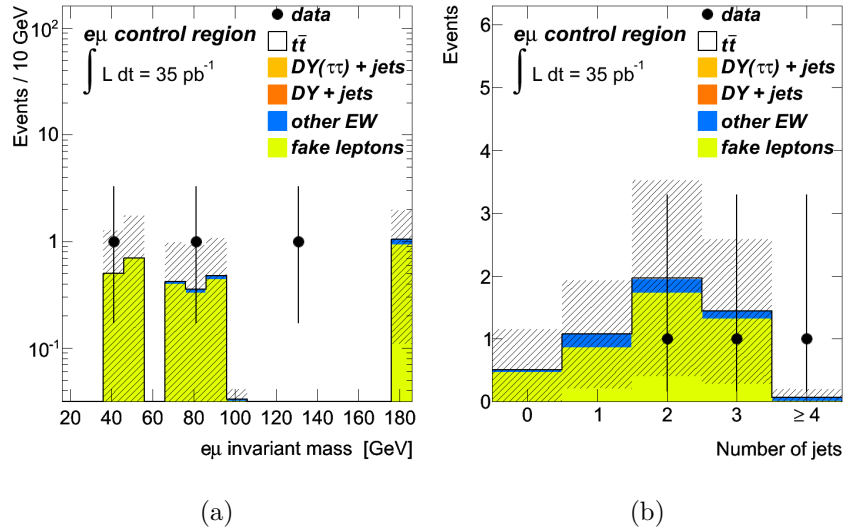 Events / 10 GeV
10²
10
1
10⁻¹
eμ control region
∫ L dt = 35 pb⁻¹
data
tt̄
DY(ττ) + jets
DY + jets
other EW
fake leptons
20 40 60 80 100 120 140 160 180
eμ invariant mass [GeV]
(a)
Events
6
5
4
3
2
1
0
eμ control region
∫ L dt = 35 pb⁻¹
data
tt̄
DY(ττ) + jets
DY + jets
other EW
fake leptons
0 1 2 3 ≥ 4
Number of jets
(b)